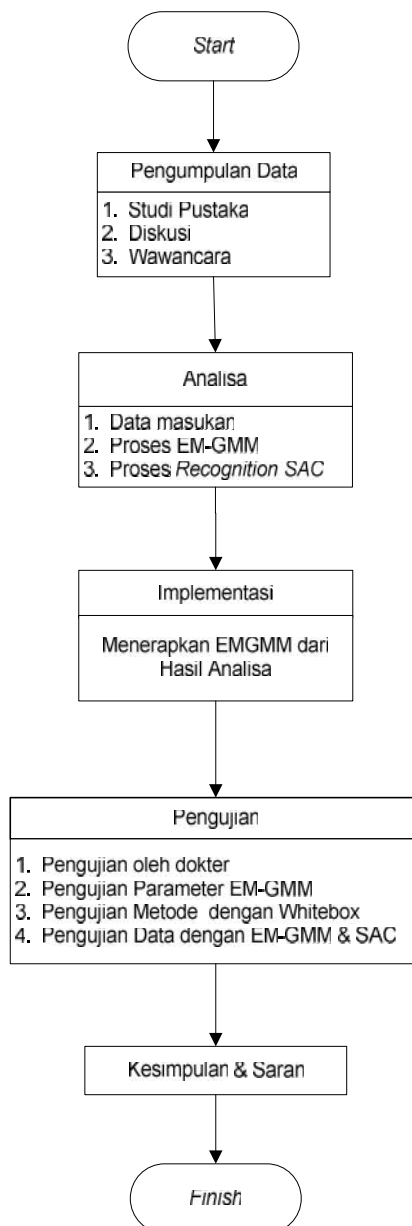 Start
Pengumpulan Data
1. Studi Pustaka
2. Diskusi
3. Wawancara
Analisa
1. Data masukan
2. Proses EM-GMM
3. Proses Recognition SAC
Implementasi
Menerapkan EMGMM dari
Hasil Analisa
Pengujian
1. Pengujian oleh dokter
2. Pengujian Parameter EM-GMM
3. Pengujian Metode dengan Whitebox
4. Pengujian Data dengan EM-GMM & SAC
Kesimpulan & Saran
Finish